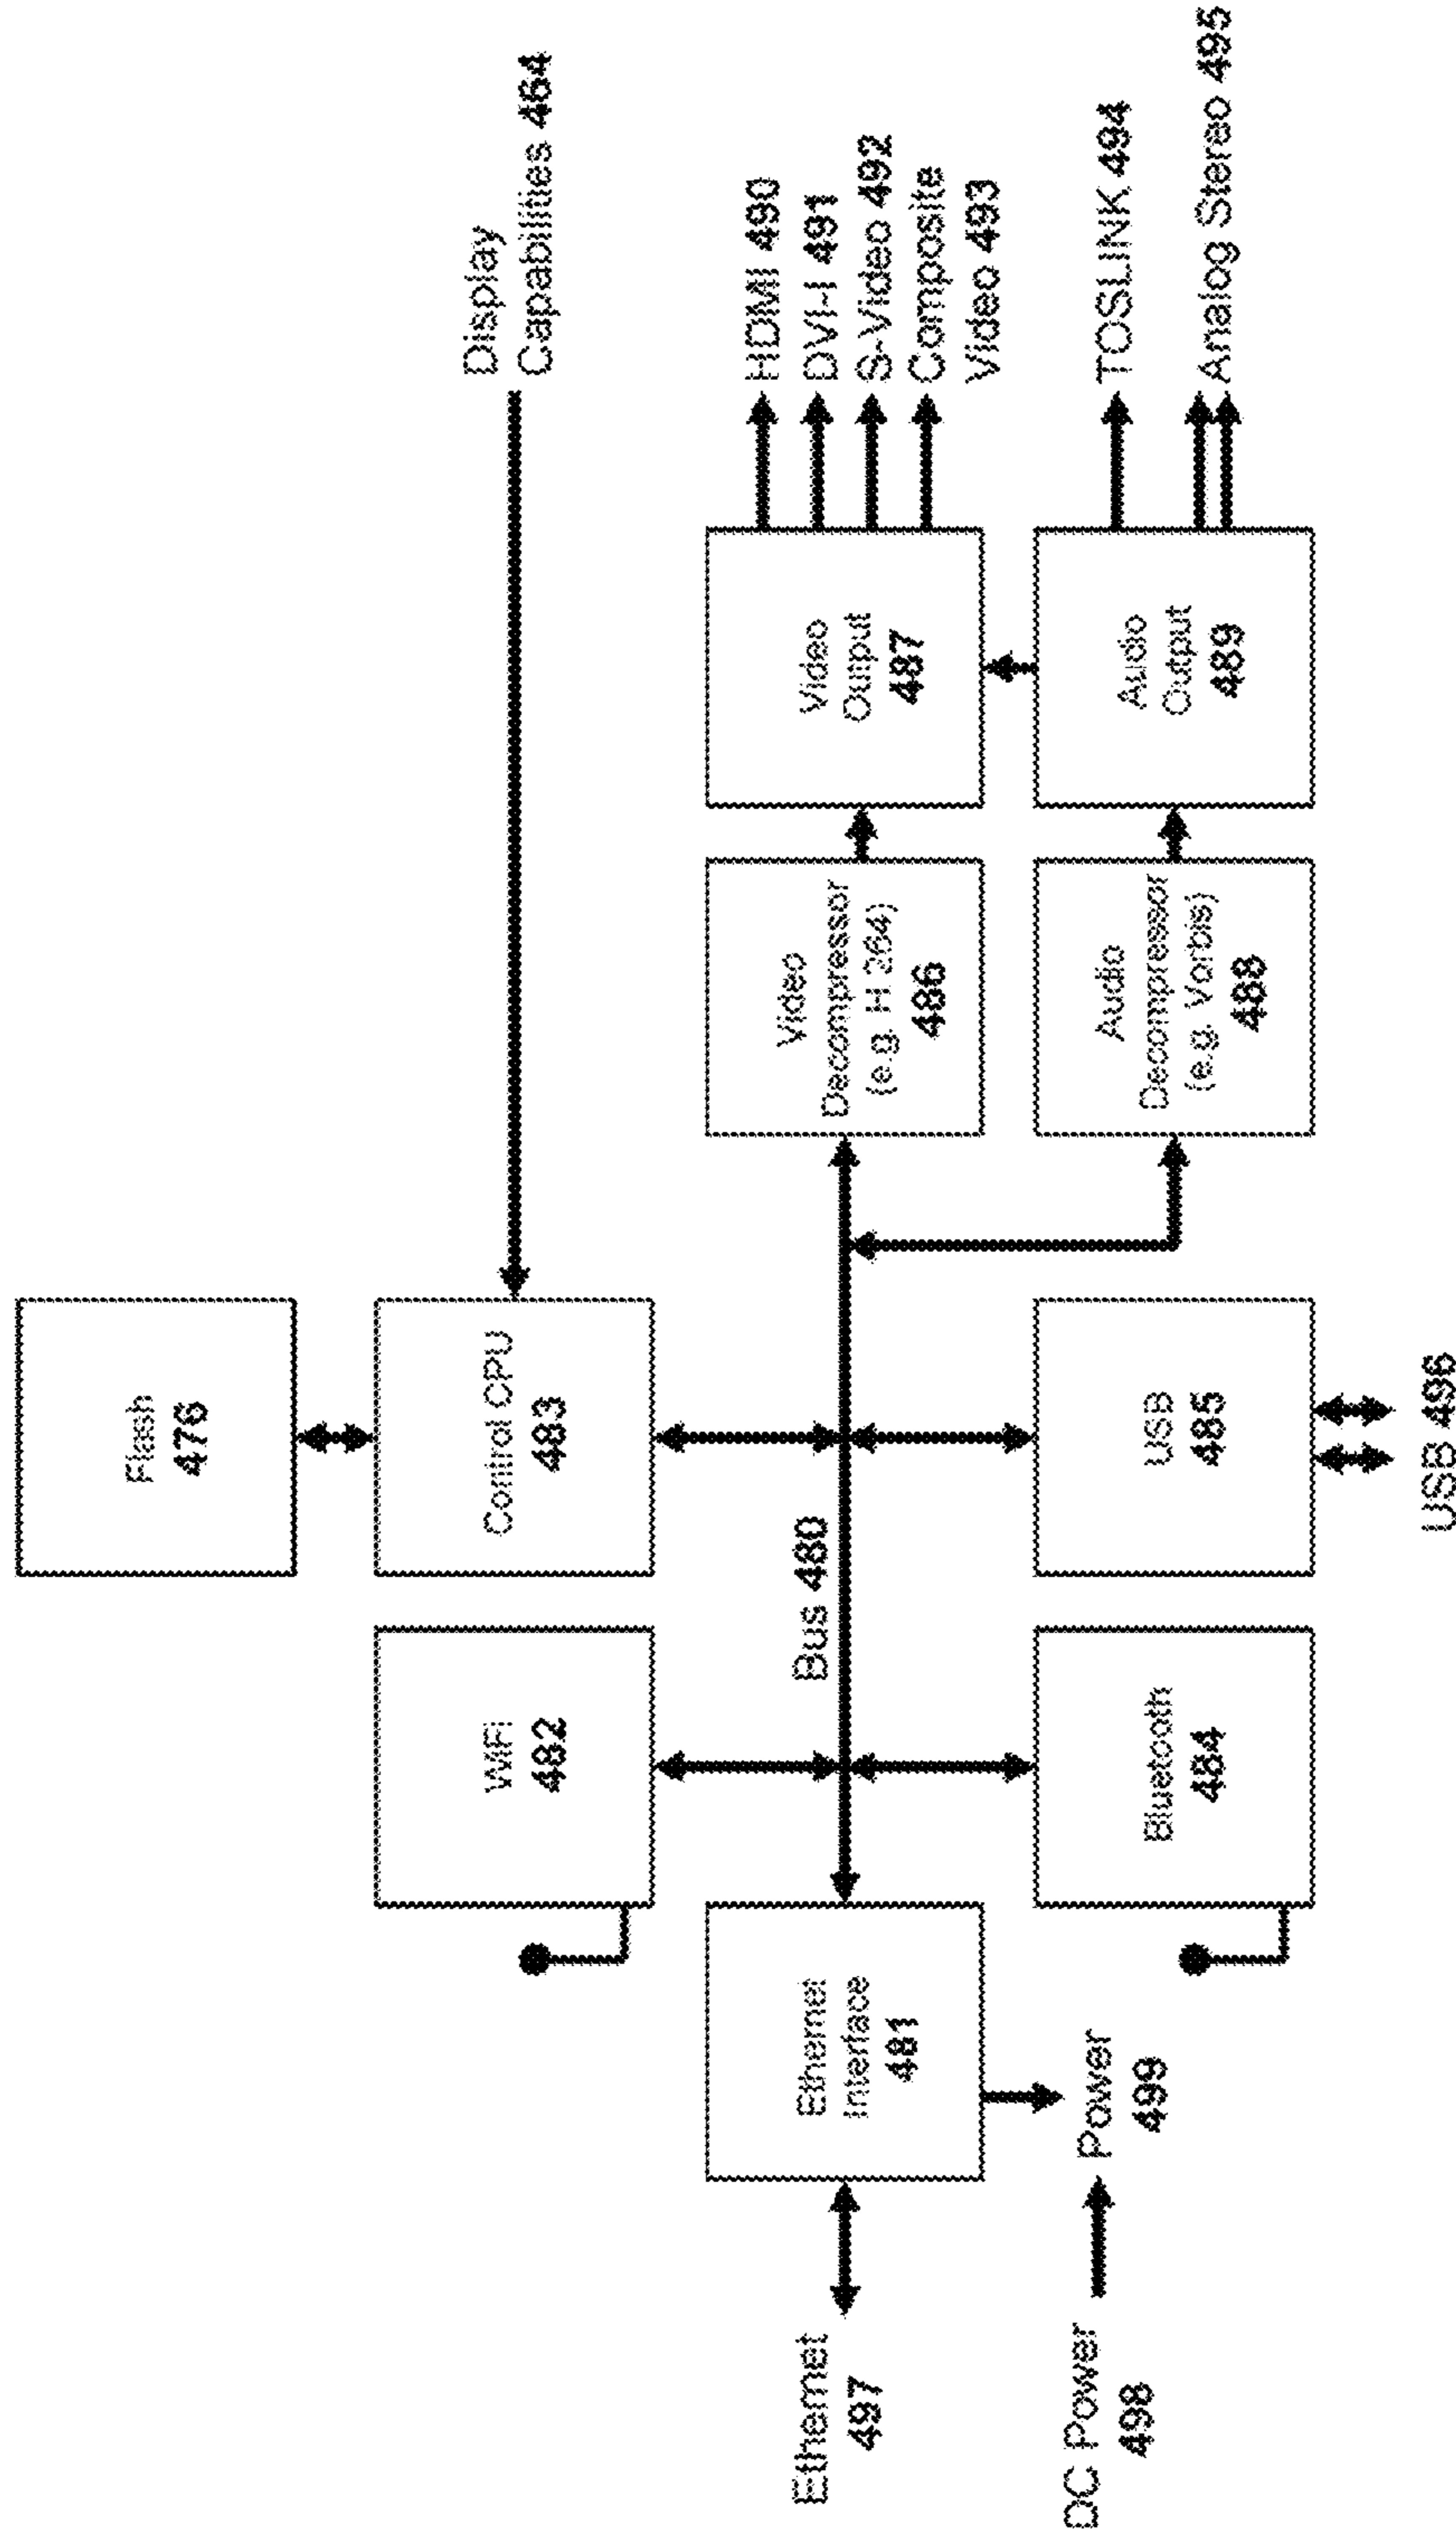 Display
Capabilities 464
Flash
476
WiFi
482
Control CPU
483
Bus 480
Ethernet
497
Ethernet
Interface
481
Video
Decompressor
(e.g. H.264)
486
Video
Output
487
HDMI 490
DVI-I 491
S-Video 492
Composite
Video 493
DC Power
498
Power
499
Bluetooth
484
USB
485
USB 496
Audio
Decompressor
(e.g. Vorbis)
488
Audio
Output
489
TOSLINK 494
Analog Stereo 495